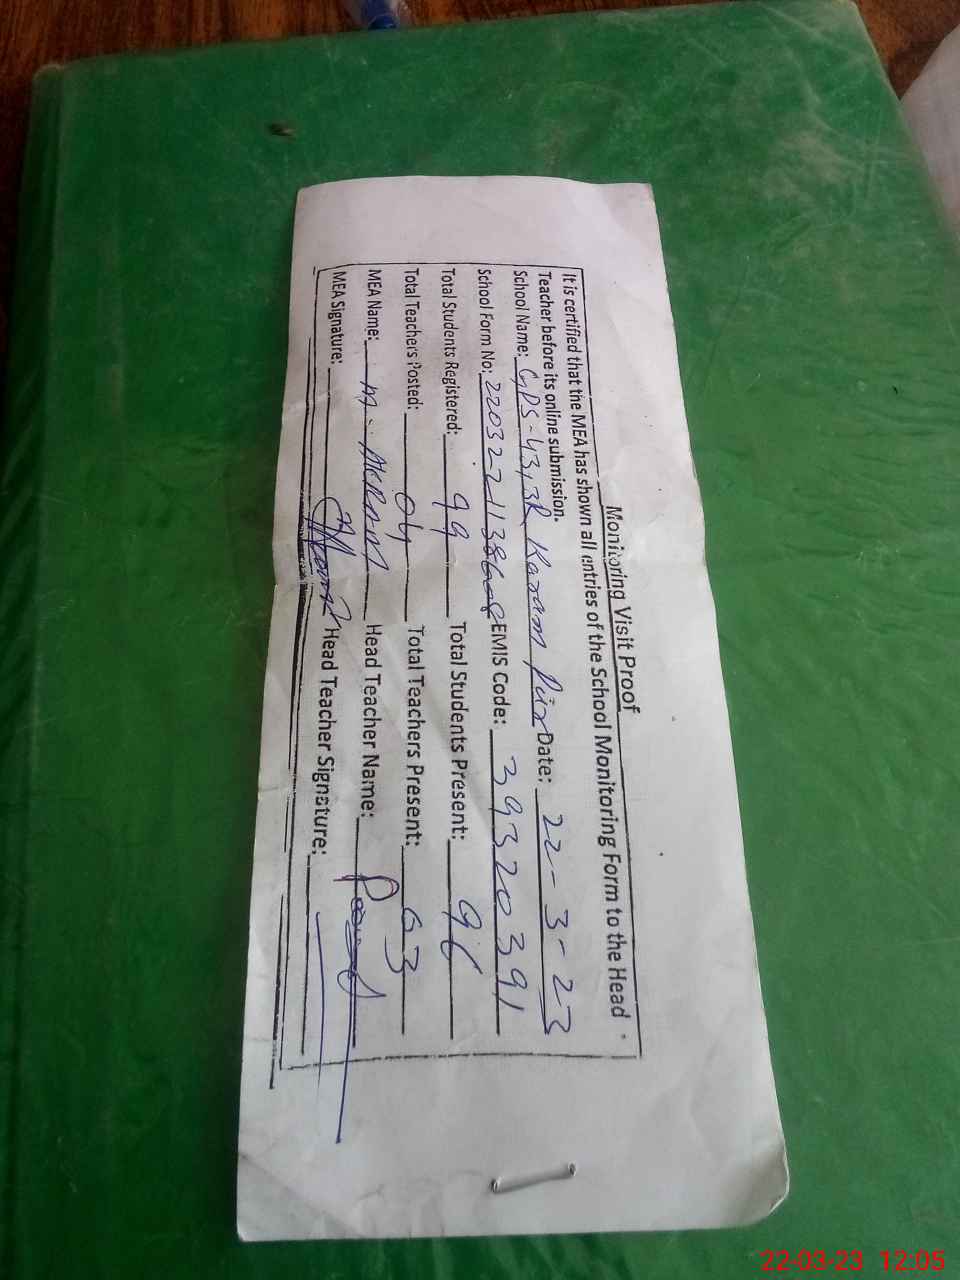 Monitoring Visit Proof
It is certified that the MEA has shown all entries of the School Monitoring Form to the Head
Teacher before its online submission.
School Name: GPS-43,3R Karam Date: 22-3-23
School Form No: EMIS Code: 39320391
Total Students Registered: 99 Total Students Present: 96
Total Teachers Posted: 04 Total Teachers Present: 03
MEA Name: M. AKRAM Head Teacher Name:
MEA Signature: Head Teacher Signature:
22-03-23 12:05